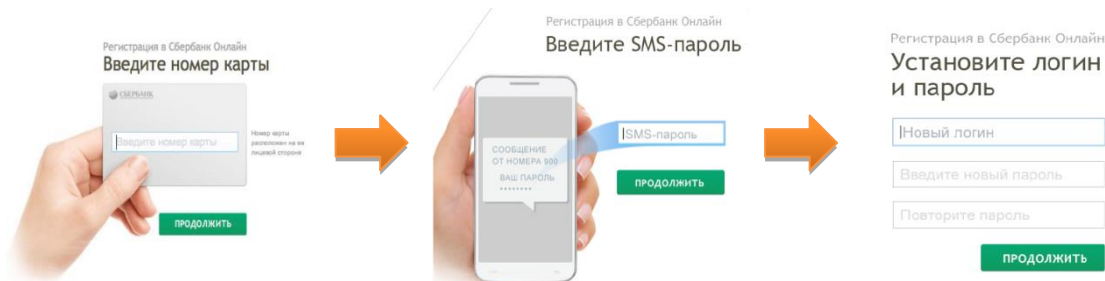 Регистрация в Сбербанк Онлайн
Введите номер карты
СБЕРБАНК
Введите номер карты
Номер карты
расположен на ее
лицевой стороне
ПРОДОЛЖИТЬ
Регистрация в Сбербанк Онлайн
Введите SMS-пароль
SMS-пароль
СООБЩЕНИЕ
ОТ НОМЕРА 900
ВАШ ПАРОЛЬ
********
ПРОДОЛЖИТЬ
Регистрация в Сбербанк Онлайн
Установите логин
и пароль
Новый логин
Введите новый пароль
Повторите пароль
ПРОДОЛЖИТЬ